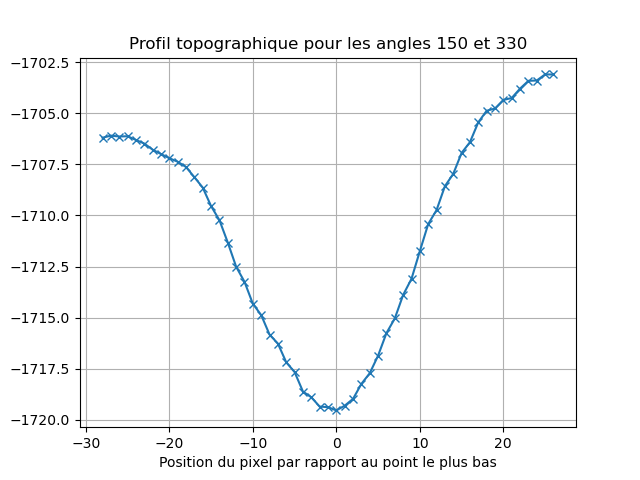 Profil topographique pour les angles 150 et 330
−1702.5
−1705.0
−1707.5
−1710.0
−1712.5
−1715.0
−1717.5
−1720.0
−30 −20 −10 0 10 20
Position du pixel par rapport au point le plus bas